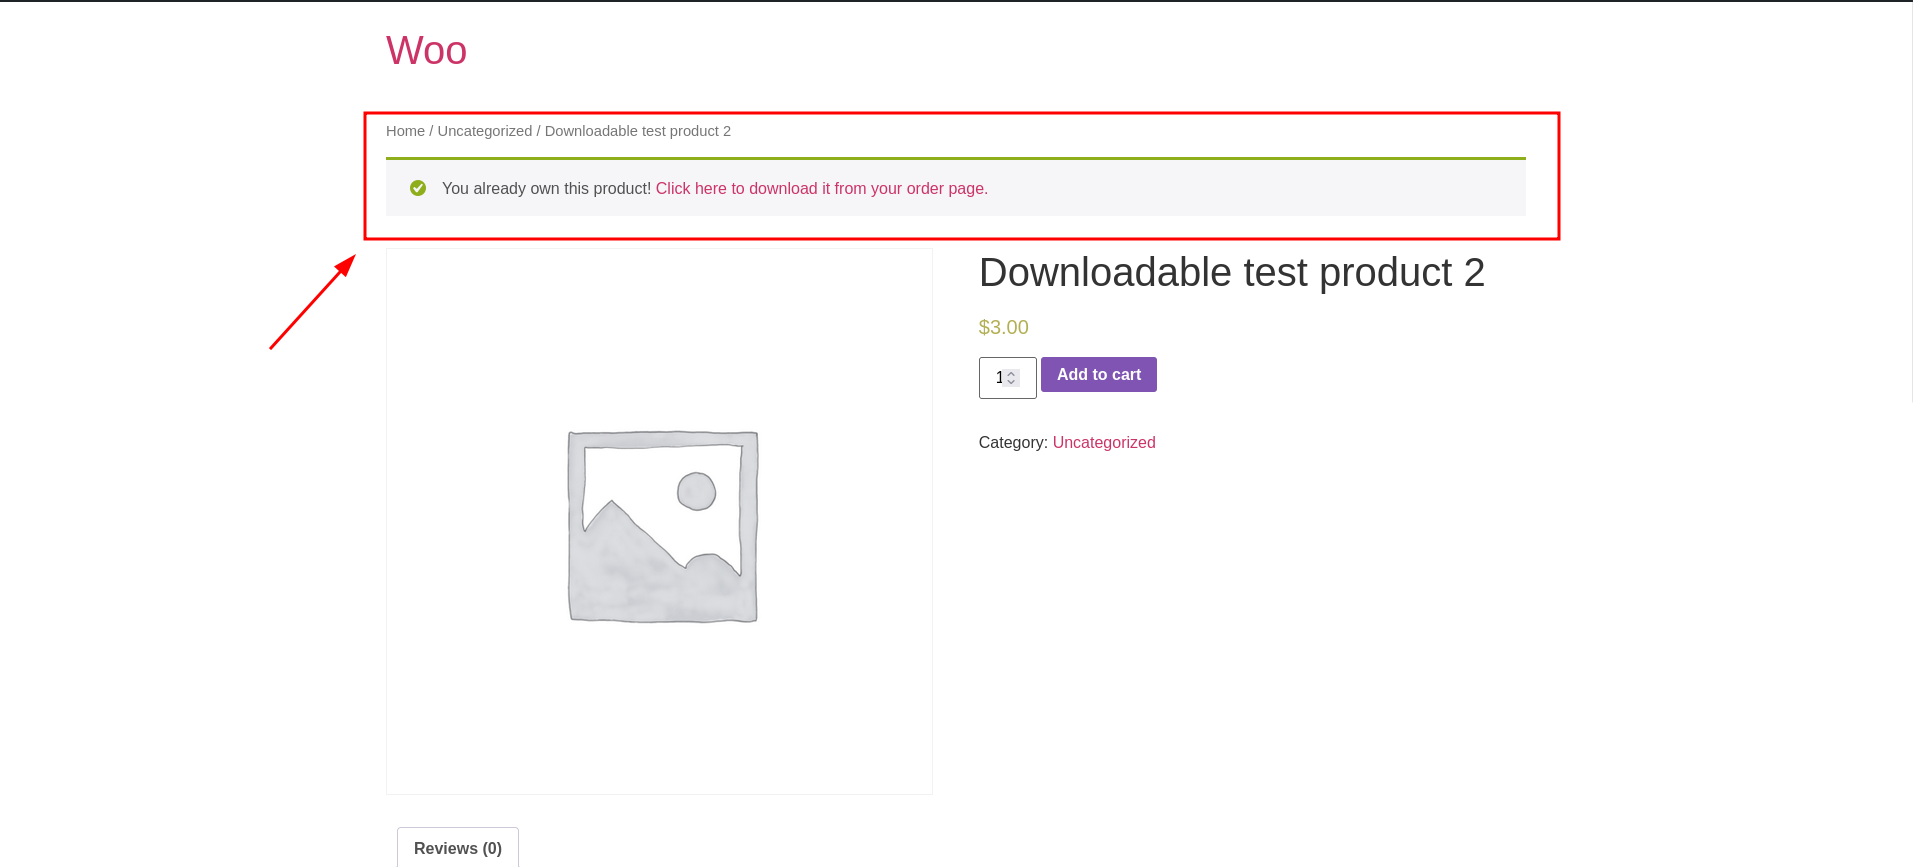 Woo
Home / Uncategorized / Downloadable test product 2
You already own this product! Click here to download it from your order page.
Downloadable test product 2
$3.00
1 Add to cart
Category: Uncategorized
Reviews (0)